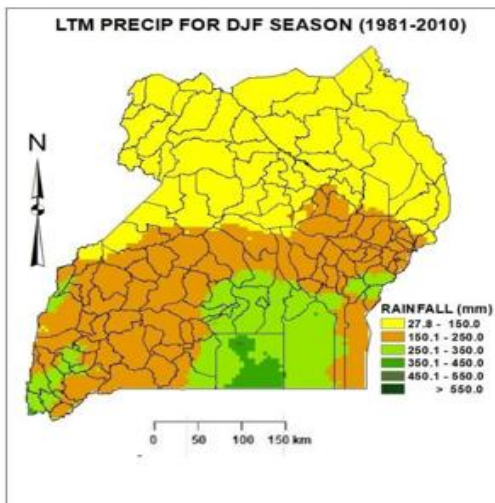 LTM PRECIP FOR DJF SEASON (1981-2010)
N
RAINFALL (mm)
27.8 - 150.0
150.1 - 250.0
250.1 - 350.0
350.1 - 450.0
450.1 - 550.0
> 550.0
0 50 100 150 km